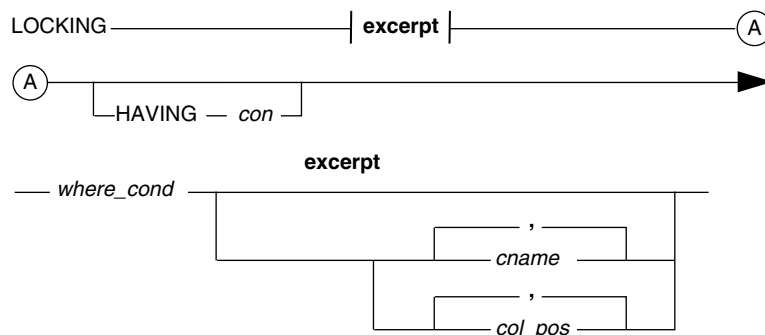 LOCKING excerpt A
A
HAVING con
excerpt
where_cond
,
cname
,
col_pos